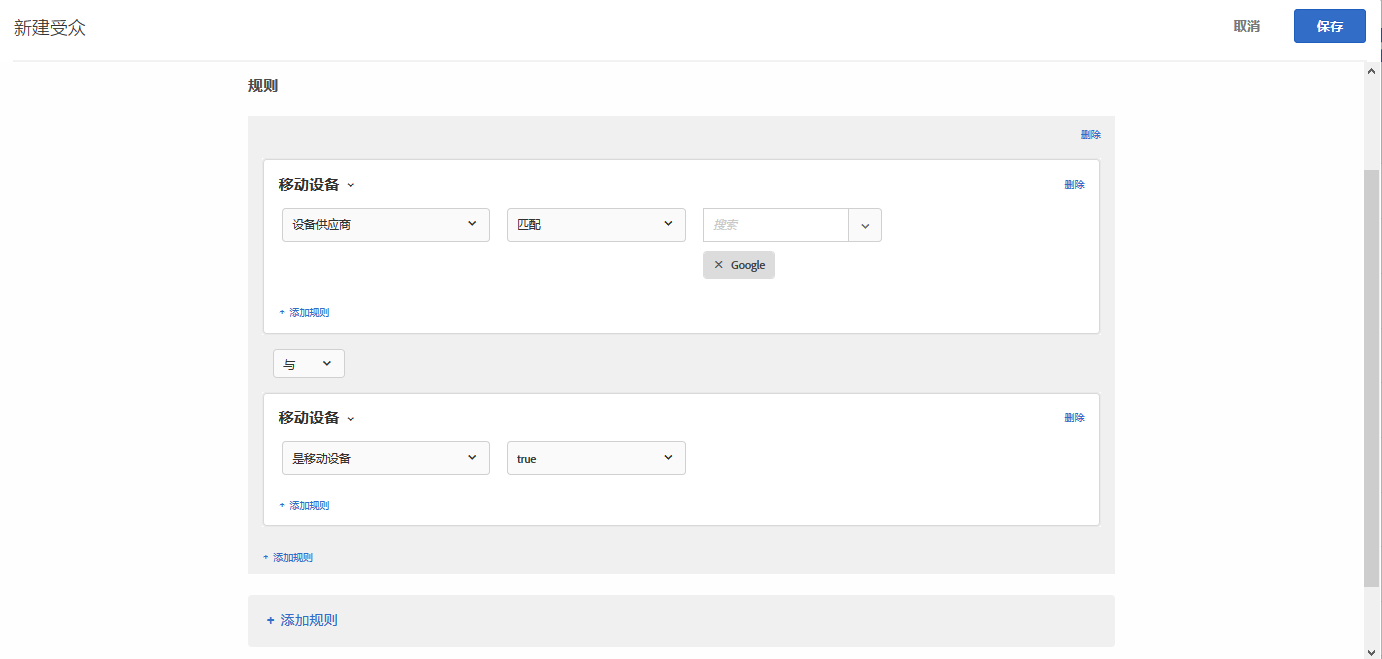 新建受众
取消
保存
规则
删除
移动设备
删除
设备供应商
匹配
搜索
× Google
+ 添加规则
与
移动设备
删除
是移动设备
true
+ 添加规则
+ 添加规则
+ 添加规则